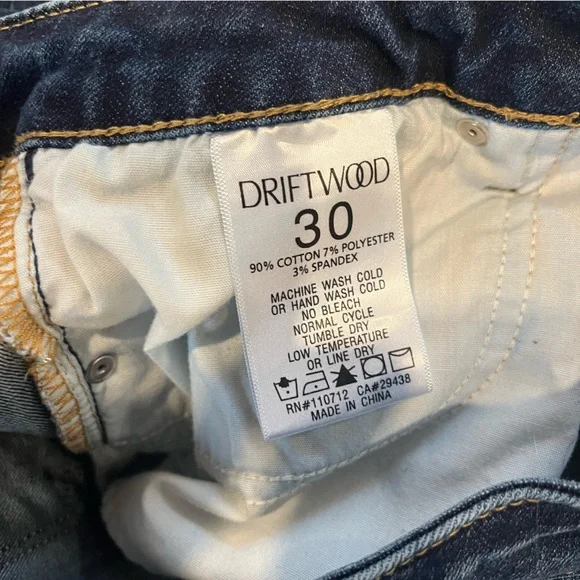 DRIFTWOOD
30
90% COTTON 7% POLYESTER
3% SPANDEX
MACHINE WASH COLD
OR HAND WASH COLD
NO BLEACH
NORMAL CYCLE
TUMBLE DRY
LOW TEMPERATURE
OR LINE DRY
RN#110712 CA#29438
MADE IN CHINA